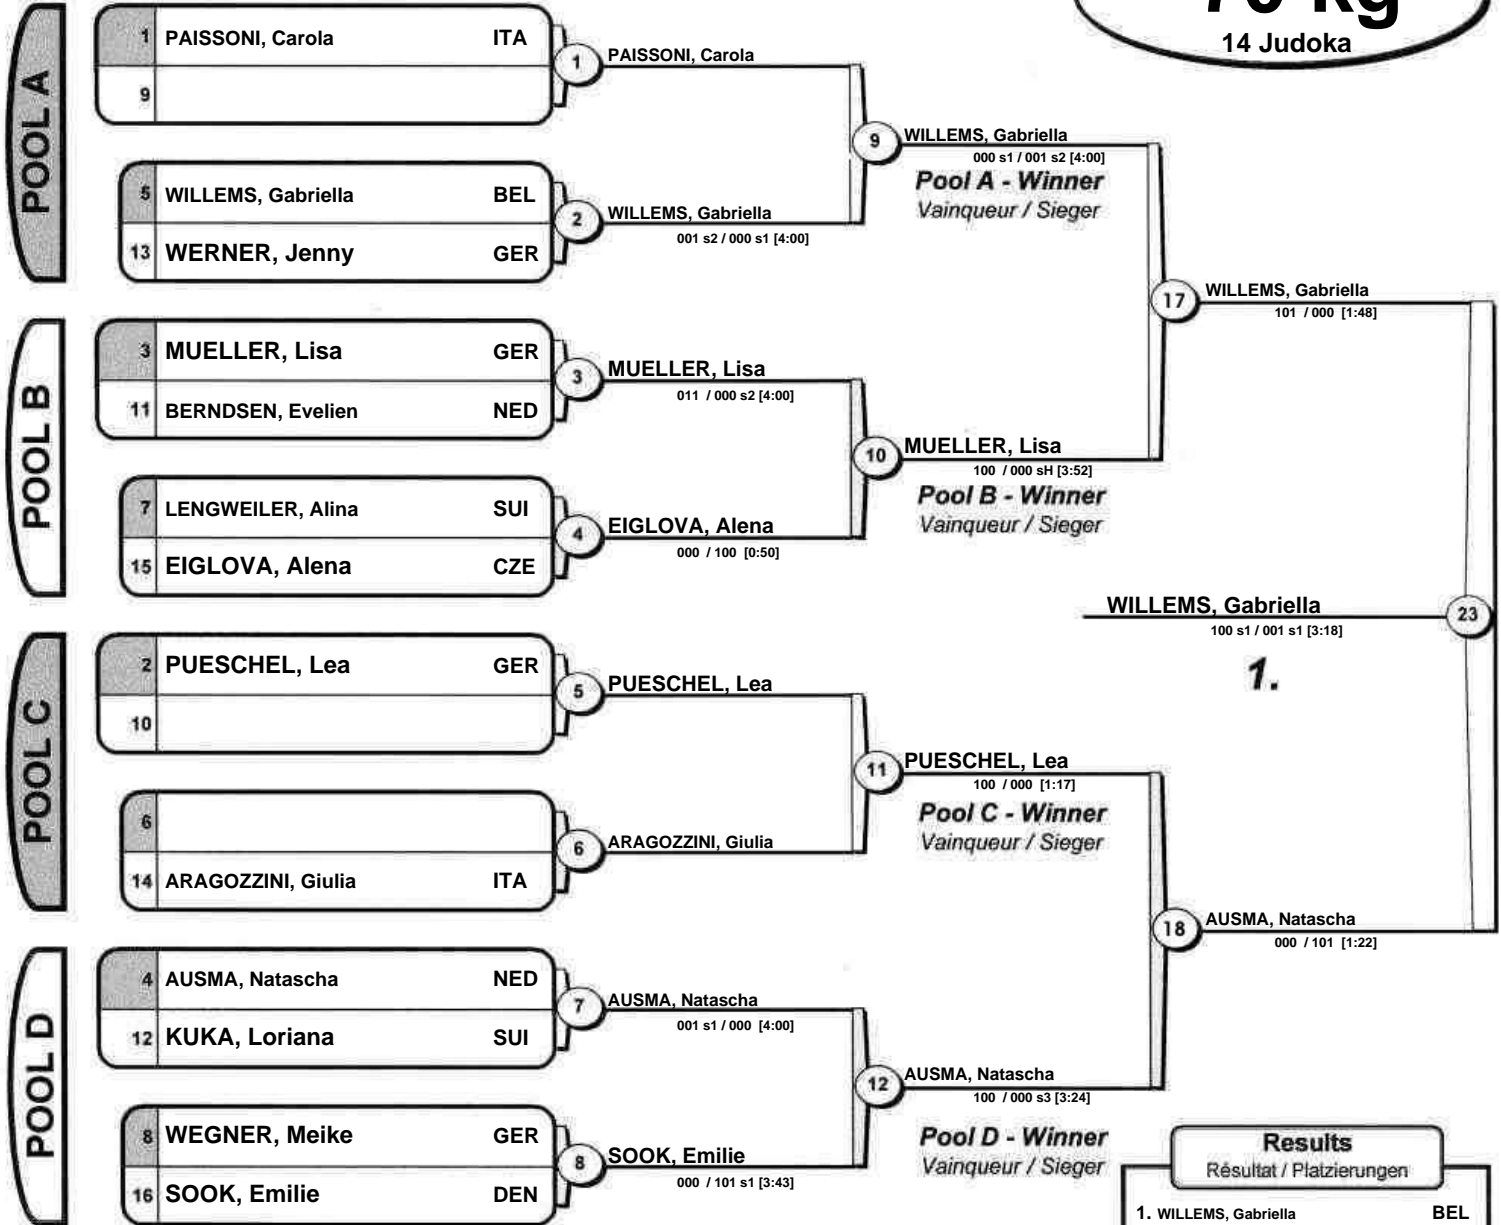 70 kg
14 Judoka
POOL A
1 PAISSONI, Carola ITA
9
5 WILLEMS, Gabriella BEL
13 WERNER, Jenny GER
1 PAISSONI, Carola
2 WILLEMS, Gabriella
001 s2 / 000 s1 [4:00]
9 WILLEMS, Gabriella
000 s1 / 001 s2 [4:00]
Pool A - Winner
Vainqueur / Sieger
POOL B
3 MUELLER, Lisa GER
11 BERNDSEN, Evelien NED
7 LENGWEILER, Alina SUI
15 EIGLOVA, Alena CZE
3 MUELLER, Lisa
011 / 000 s2 [4:00]
4 EIGLOVA, Alena
000 / 100 [0:50]
10 MUELLER, Lisa
100 / 000 sH [3:52]
Pool B - Winner
Vainqueur / Sieger
17 WILLEMS, Gabriella
101 / 000 [1:48]
WILLEMS, Gabriella 23
100 s1 / 001 s1 [3:18]
1.
POOL C
2 PUESCHEL, Lea GER
10
6
14 ARAGOZZINI, Giulia ITA
5 PUESCHEL, Lea
6 ARAGOZZINI, Giulia
11 PUESCHEL, Lea
100 / 000 [1:17]
Pool C - Winner
Vainqueur / Sieger
18 AUSMA, Natascha
000 / 101 [1:22]
POOL D
4 AUSMA, Natascha NED
12 KUKA, Loriana SUI
8 WEGNER, Meike GER
16 SOOK, Emilie DEN
7 AUSMA, Natascha
001 s1 / 000 [4:00]
8 SOOK, Emilie
000 / 101 s1 [3:43]
12 AUSMA, Natascha
100 / 000 s3 [3:24]
Pool D - Winner
Vainqueur / Sieger
Results
Résultat / Platzierungen
1. WILLEMS, Gabriella BEL